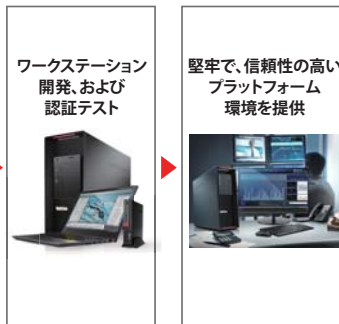 ワークステーション
開発、および
認証テスト
堅牢で、信頼性の高い
プラットフォーム
環境を提供